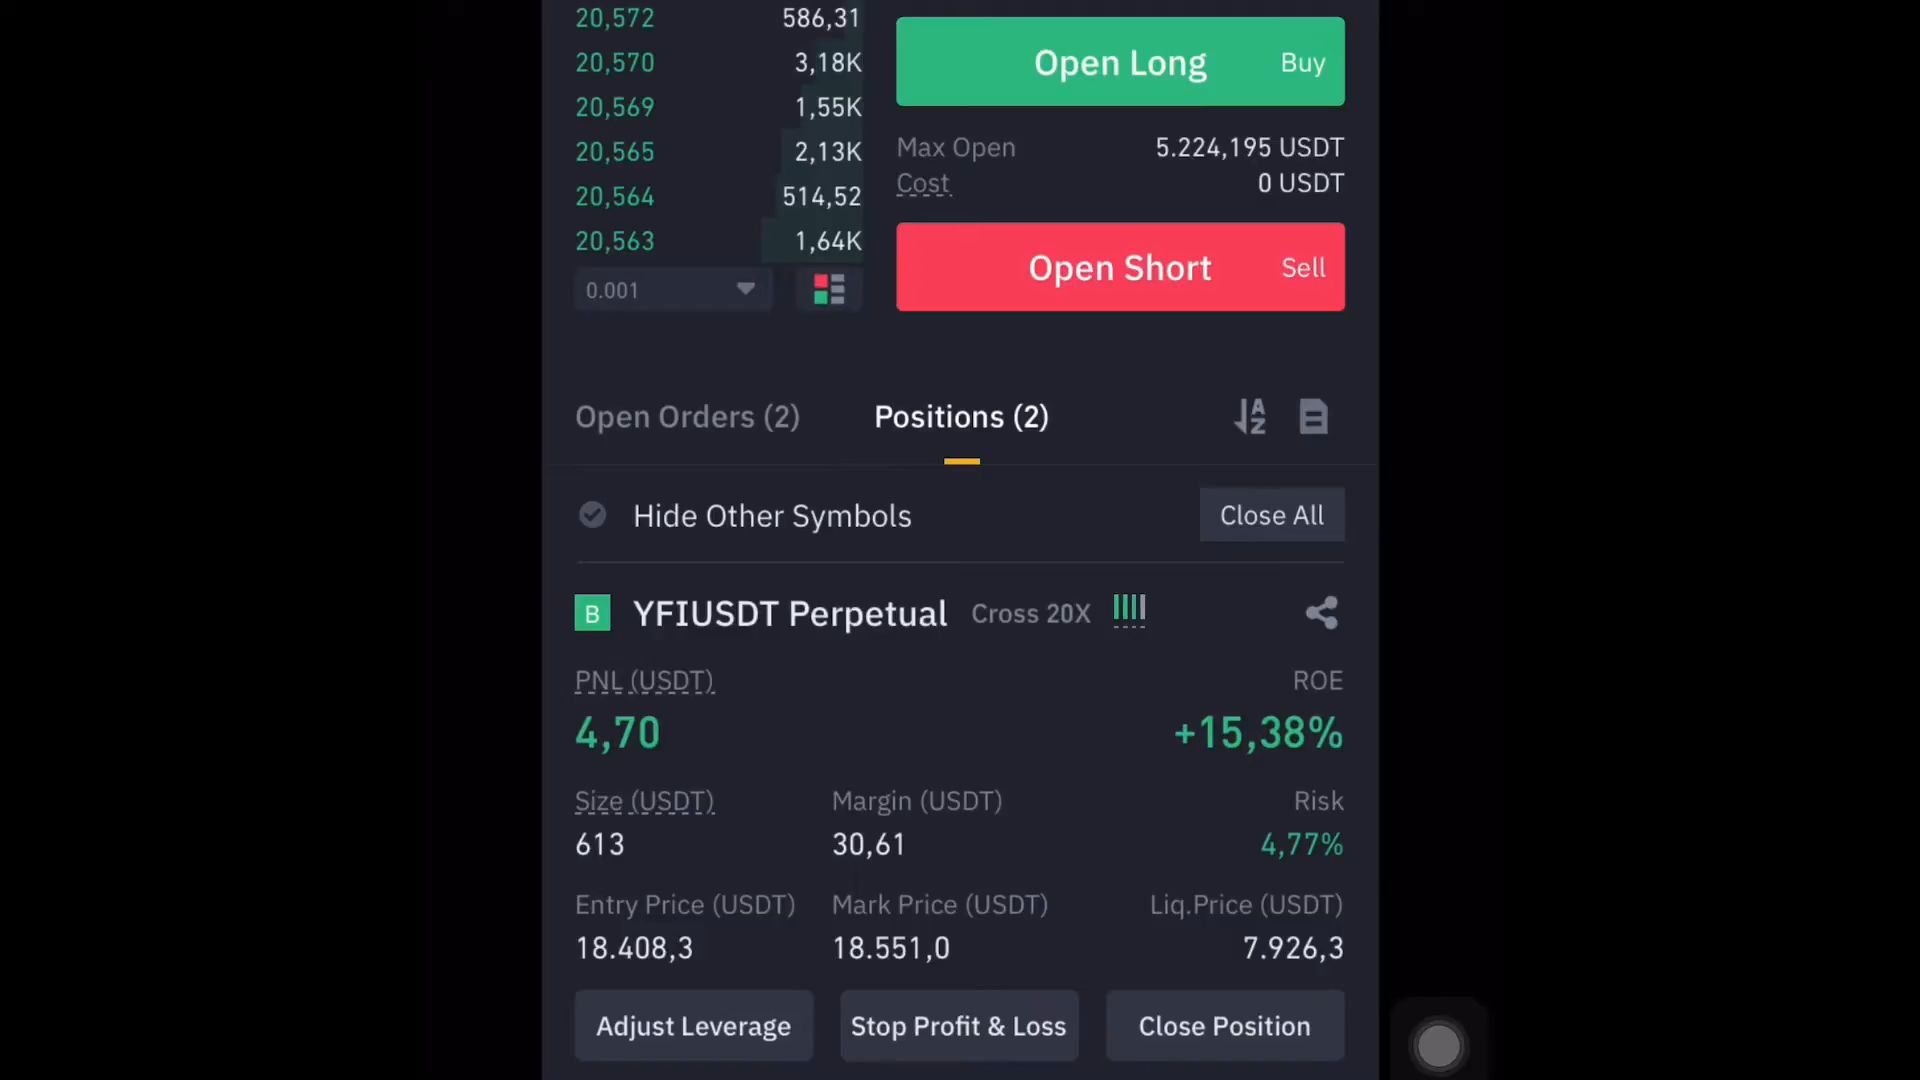 20,572 586,31
20,570 3,18K
20,569 1,55K
20,565 2,13K
20,564 514,52
20,563 1,64K
0.001
Open Long Buy
Max Open 5.224,195 USDT
Cost 0 USDT
Open Short Sell
Open Orders (2) Positions (2)
Hide Other Symbols Close All
B YFIUSDT Perpetual Cross 20X
PNL (USDT) ROE
4,70 +15,38%
Size (USDT) Margin (USDT) Risk
613 30,61 4,77%
Entry Price (USDT) Mark Price (USDT) Liq.Price (USDT)
18.408,3 18.551,0 7.926,3
Adjust Leverage Stop Profit & Loss Close Position